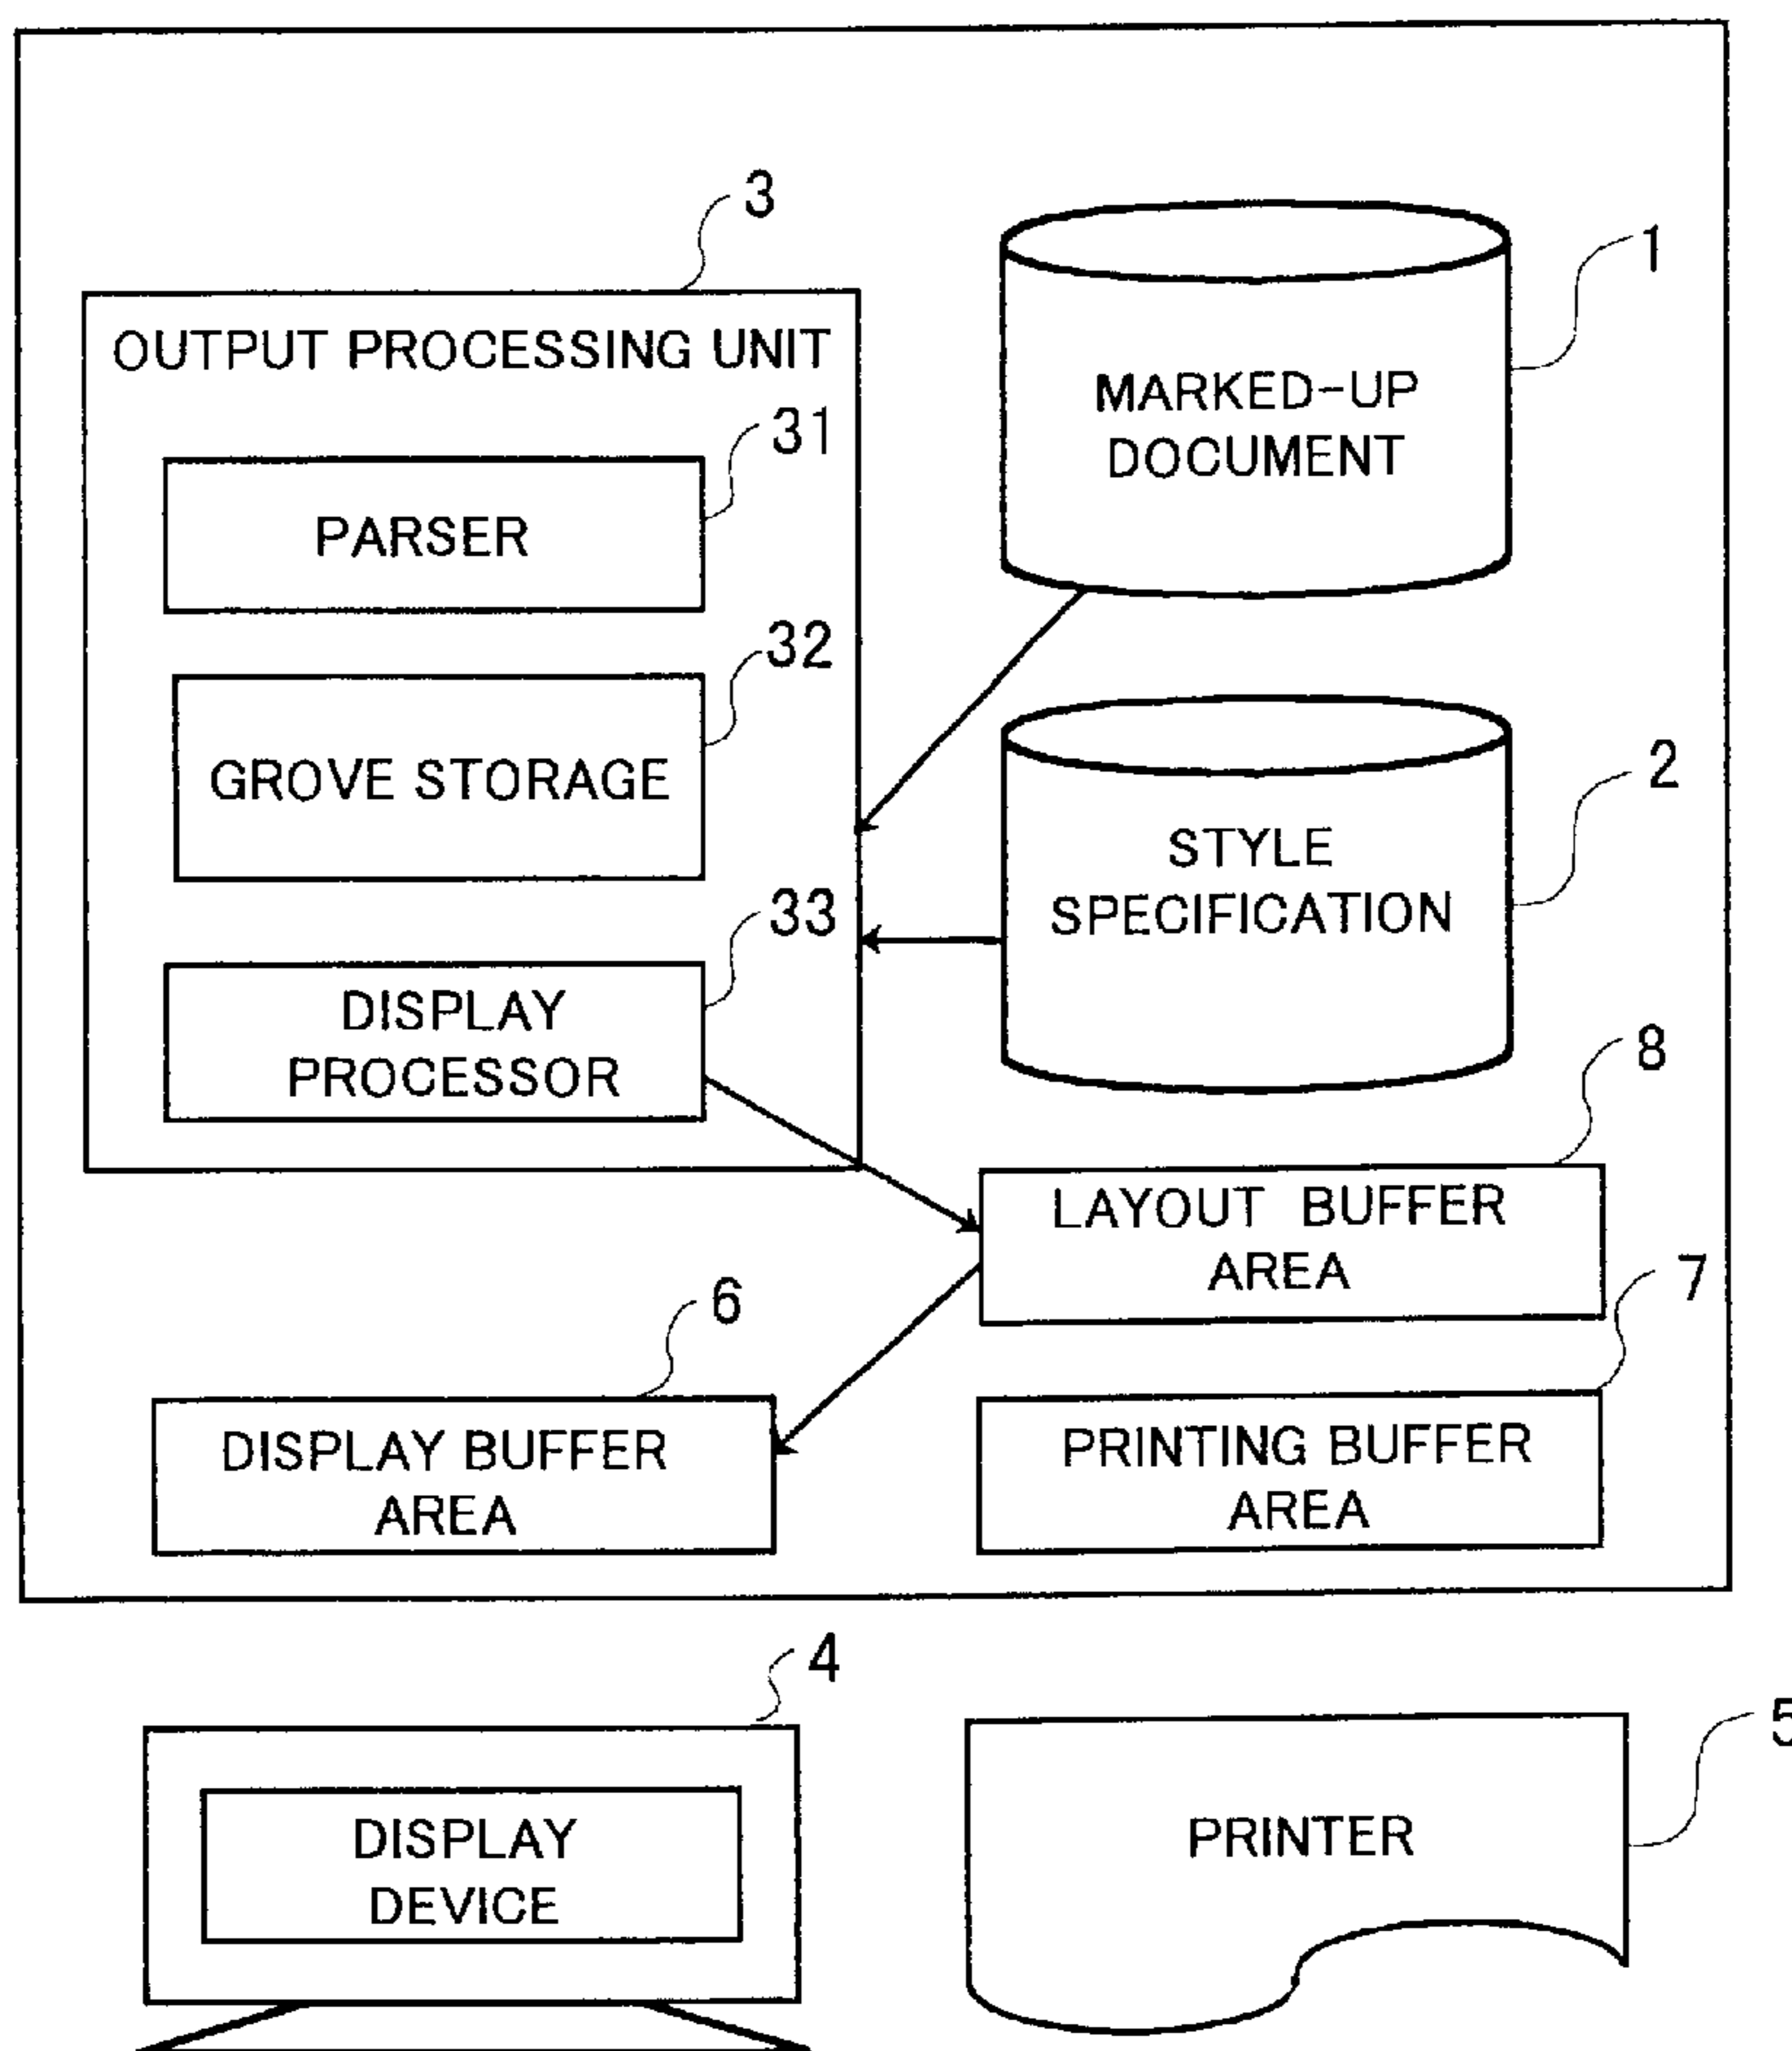 3
1
OUTPUT PROCESSING UNIT
MARKED-UP
DOCUMENT
31
PARSER
32
GROVE STORAGE
2
STYLE
SPECIFICATION
33
DISPLAY
PROCESSOR
8
LAYOUT BUFFER
AREA
7
6
DISPLAY BUFFER
AREA
PRINTING BUFFER
AREA
4
5
DISPLAY
DEVICE
PRINTER